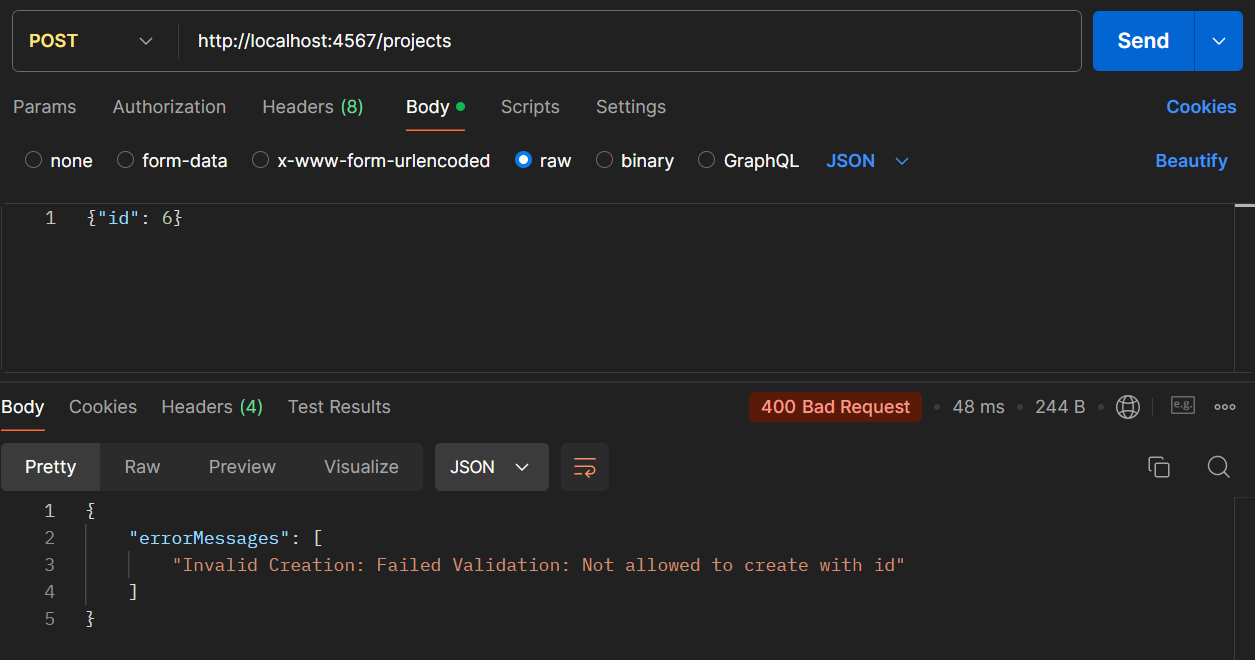 POST http://localhost:4567/projects Send
Params Authorization Headers (8) Body Scripts Settings Cookies
none form-data x-www-form-urlencoded raw binary GraphQL JSON Beautify
1 {"id": 6}
Body Cookies Headers (4) Test Results 400 Bad Request 48 ms 244 B e.g.
Pretty Raw Preview Visualize JSON
1 {
2 "errorMessages": [
3 "Invalid Creation: Failed Validation: Not allowed to create with id"
4 ]
5 }